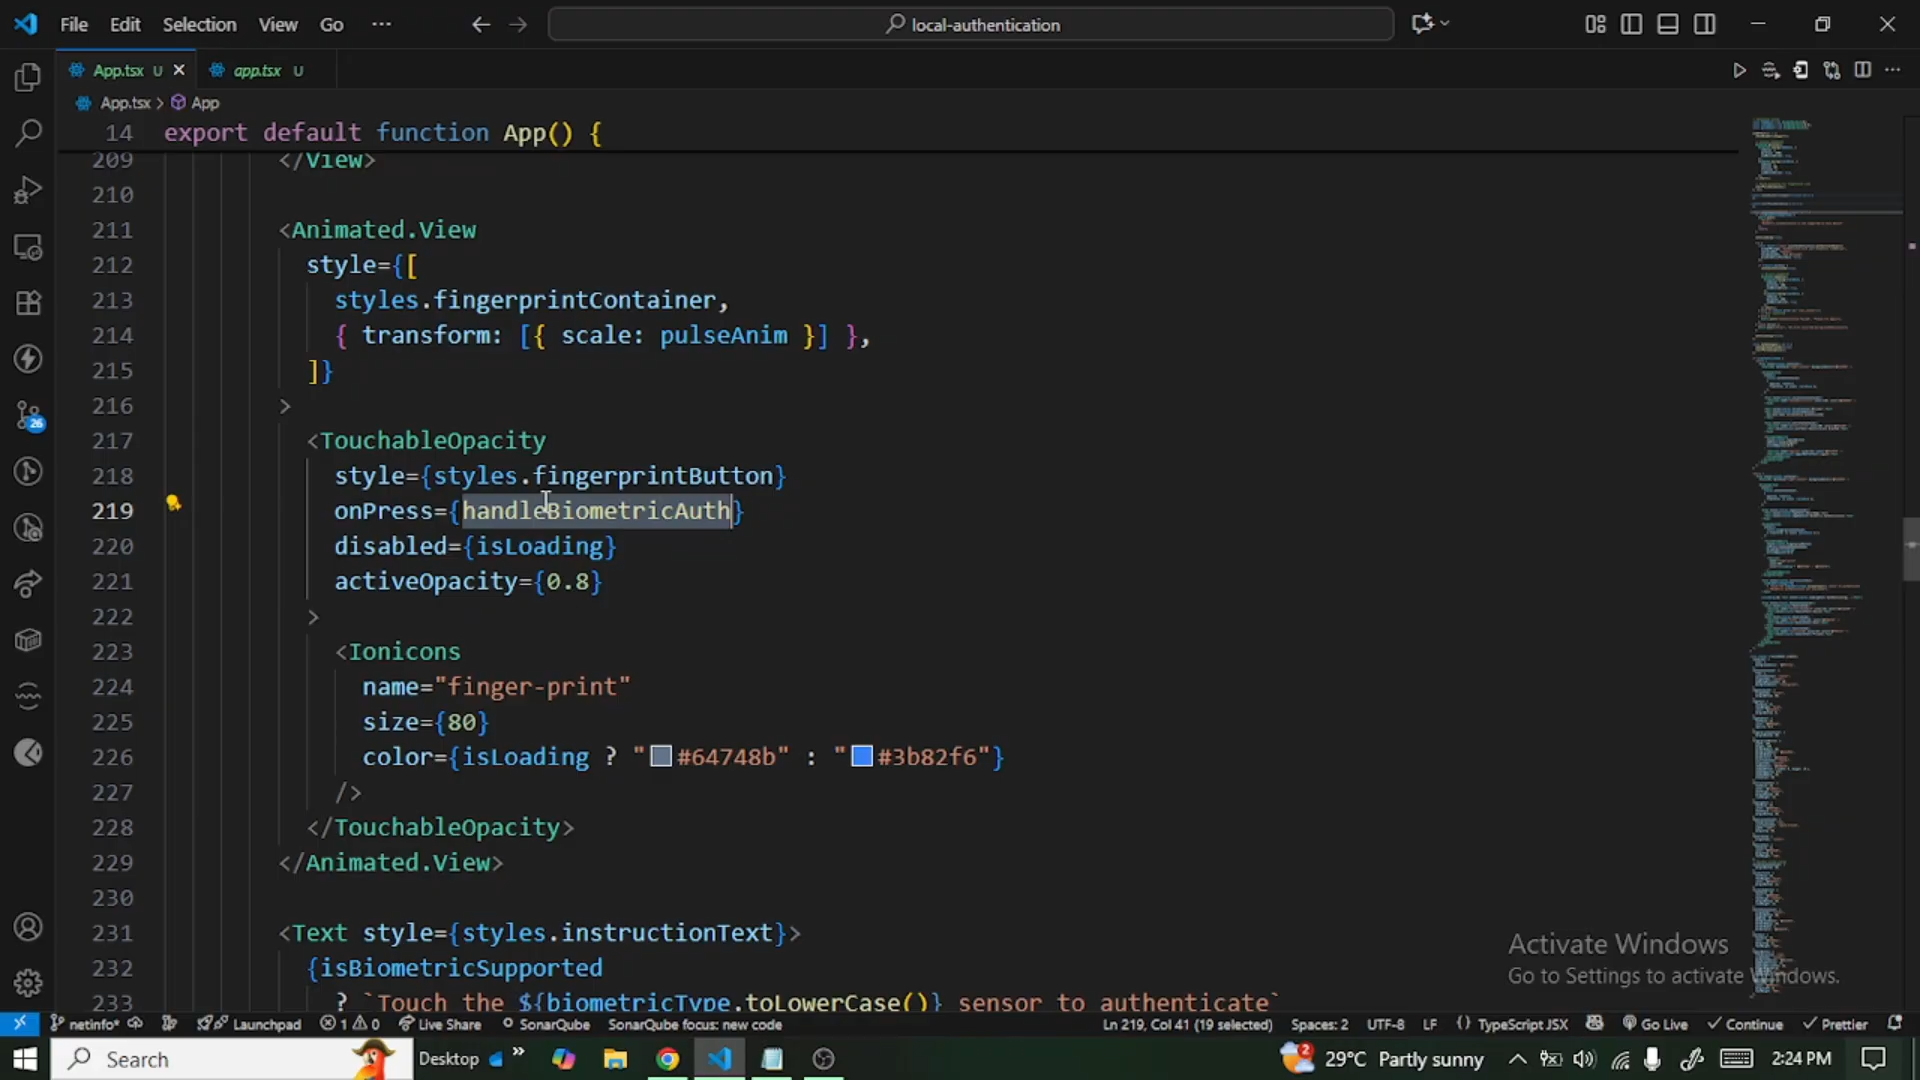 File Edit Selection View Go ··· local-authentication
App.tsx U app.tsx U
App.tsx > App
14 export default function App() {
209 </View>
210
211 <Animated.View
212 style={[
213 styles.fingerprintContainer,
214 { transform: [{ scale: pulseAnim }] },
215 ]}
216 >
217 <TouchableOpacity
218 style={styles.fingerprintButton}
219 onPress={handleBiometricAuth}
220 disabled={isLoading}
221 activeOpacity={0.8}
222 >
223 <Ionicons
224 name="finger-print"
225 size={80}
226 color={isLoading ? "#64748b" : "#3b82f6"}
227 />
228 </TouchableOpacity>
229 </Animated.View>
230
231 <Text style={styles.instructionText}>
232 {isBiometricSupported
233 ? `Touch the ${biometricType.toLowerCase()} sensor to authenticate`
Activate Windows
Go to Settings to activate Windows.
26
netinfo* Launchpad 1 0 Live Share SonarQube SonarQube focus: new code Ln 219, Col 41 (19 selected) Spaces: 2 UTF-8 LF {} TypeScript JSX Go Live Continue Prettier
Search Desktop 2 29°C Partly sunny 2:24 PM